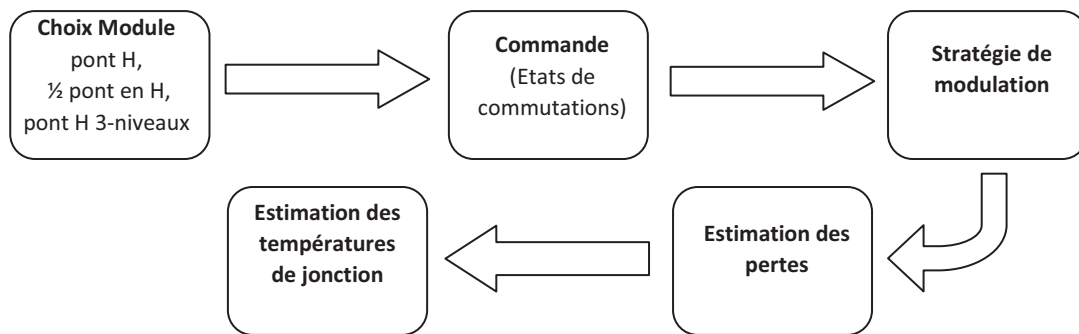 Choix Module
pont H,
½ pont en H,
pont H 3-niveaux
Commande
(Etats de
commutations)
Stratégie de
modulation
Estimation des
pertes
Estimation des
températures
de jonction